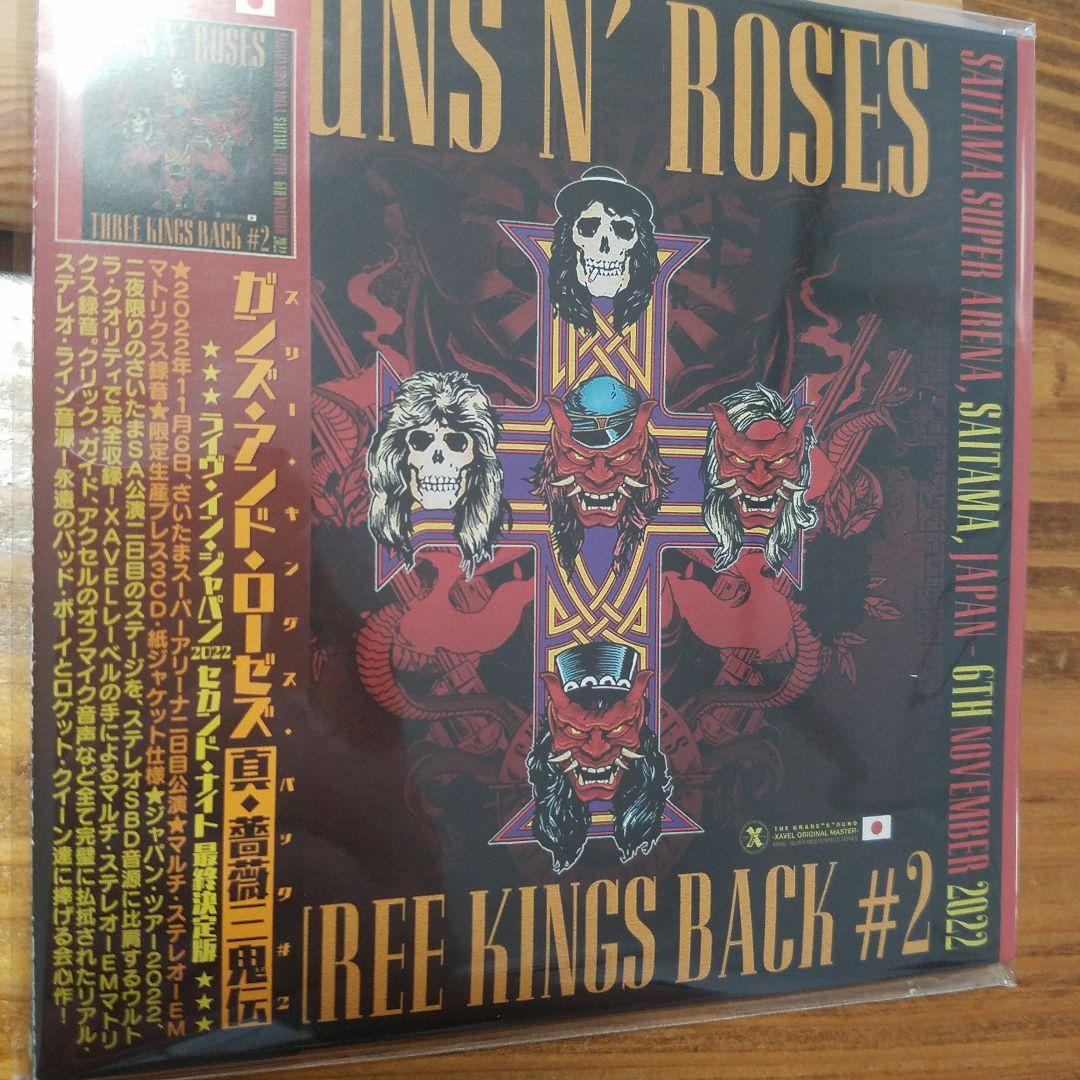 UNS N' ROSES
SAITAMA SUPER ARENA, SAITAMA, JAPAN - 6TH NOVEMBER 2022
THE GRADE "S"OUND
-XAVEL ORIGINAL MASTER-
XAVEL SILVER MASTERPIECE SERIES
REE KINGS BACK #2
N' ROSES
THREE KINGS BACK #2
スリー・キングス・バック#2
ガンズ・アンド・ローゼズ 真・薔薇三鬼伝
★★★ライヴ・イン・ジャパン2022 セカンド・ナイト 最終決定版★★★
★2022年11月6日、さいたまスーパーアリーナ二日目公演★マルチ・ステレオーEM
マトリクス録音★限定生産プレス3CD・紙ジャケット仕様★ジャパン・ツアー2022、
二夜限りのさいたまSA公演二日目のステージを、ステレオSBD音源に比肩するウルト
ラ・クオリティで完全収録!XAVELレーベルの手によるマルチ・ステレオーEMマトリ
クス録音。クリック、ガイド、アクセルのオフマイク音声など全て完璧に払拭されたリアル・
ステレオ・ライン音源!永遠のバッド・ボーイとロケット・クイーン達に捧げる会心作!